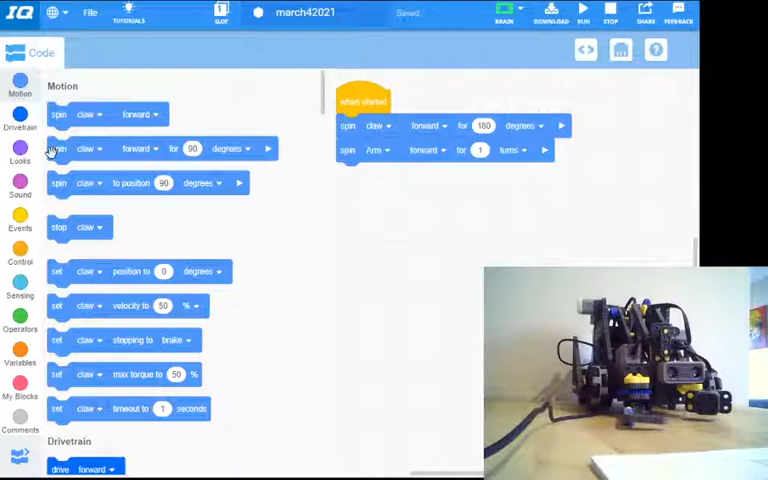 IQ File TUTORIALS 1 SLOT march42021 Saved BRAIN DOWNLOAD RUN STOP SHARE FEEDBACK
Code
Motion
Drivetrain
Looks
Sound
Events
Control
Sensing
Operators
Variables
My Blocks
Comments
Motion
spin claw forward
spin claw forward for 90 degrees
spin claw to position 90 degrees
stop claw
set claw position to 0 degrees
set claw velocity to 50 %
set claw stopping to brake
set claw max torque to 50 %
set claw timeout to 1 seconds
Drivetrain
drive forward
when started
spin claw forward for 180 degrees
spin Arm forward for 1 turns